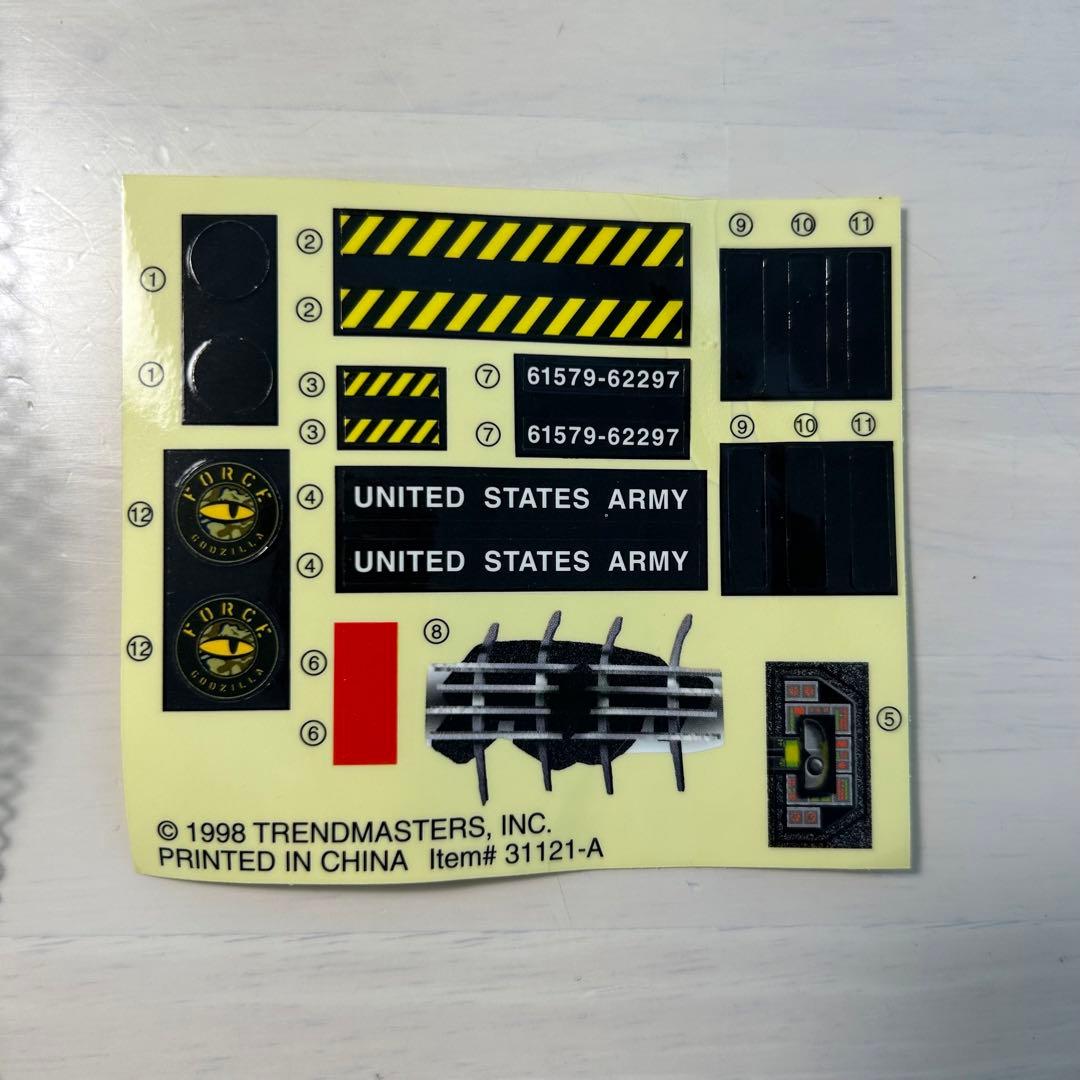 ① 
①
②
②
③
③
⑦ 61579-62297
⑦ 61579-62297
④ UNITED STATES ARMY
④ UNITED STATES ARMY
⑨ ⑩ ⑪
⑨ ⑩ ⑪
⑫ FORCE
GODZILLA
⑫ FORCE
GODZILLA
⑥
⑥
⑧
⑤
© 1998 TRENDMASTERS, INC.
PRINTED IN CHINA Item# 31121-A